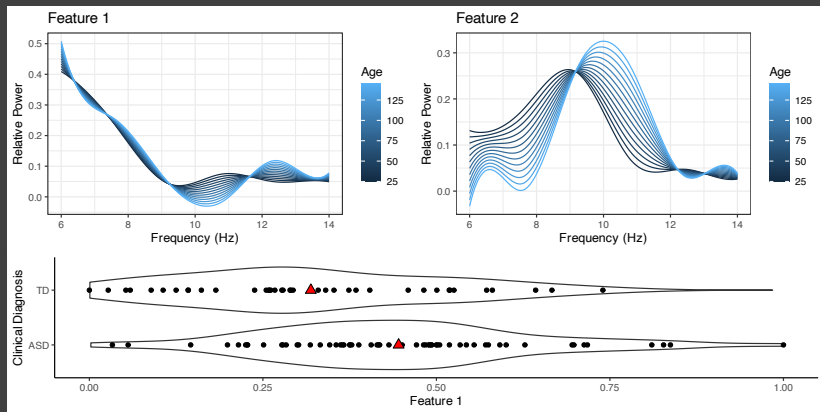 Feature 1
Relative Power
0.5
0.4
0.3
0.2
0.1
0.0
6 8 10 12 14
Frequency (Hz)
Age
125
100
75
50
25
Feature 2
Relative Power
0.3
0.2
0.1
0.0
6 8 10 12 14
Frequency (Hz)
Age
125
100
75
50
25
Clinical Diagnosis
TD
ASD
0.00 0.25 0.50 0.75 1.00
Feature 1